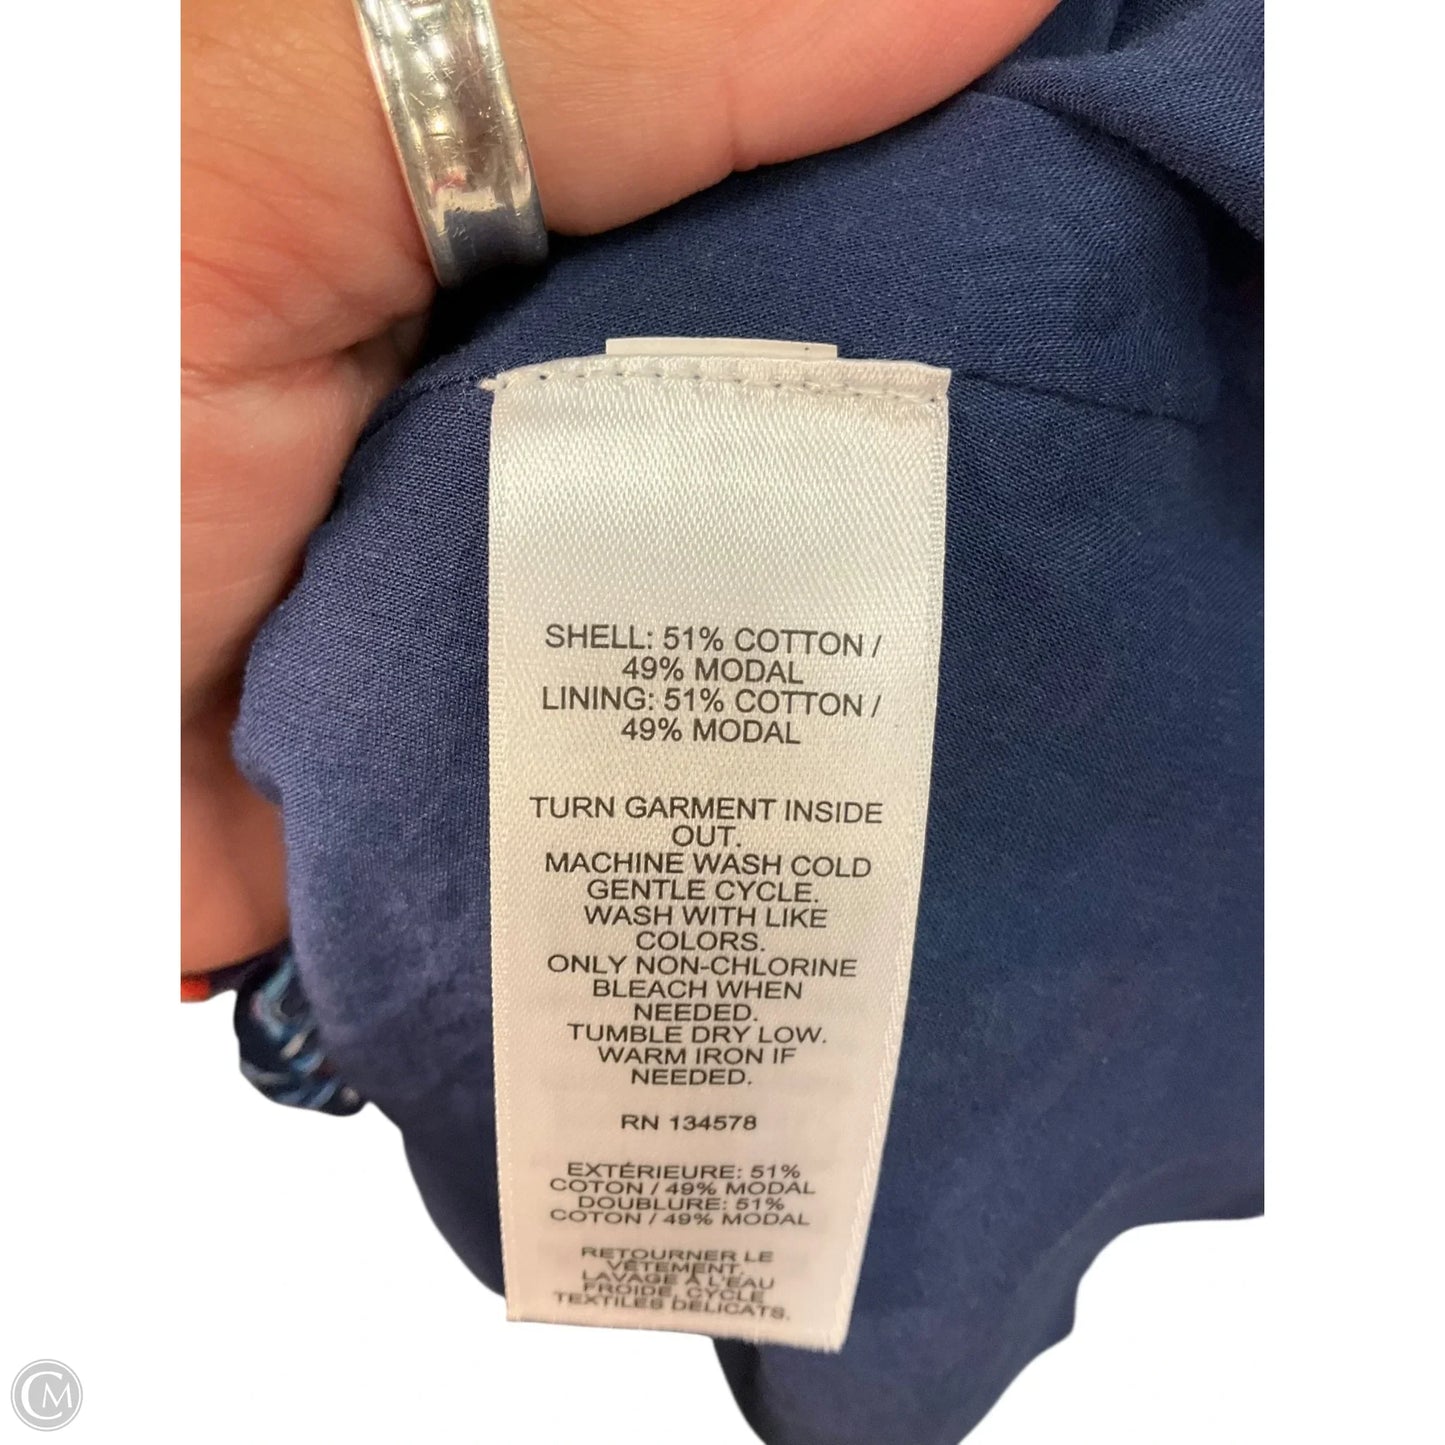 SHELL: 51% COTTON /
49% MODAL
LINING: 51% COTTON /
49% MODAL
TURN GARMENT INSIDE
OUT.
MACHINE WASH COLD
GENTLE CYCLE.
WASH WITH LIKE
COLORS.
ONLY NON-CHLORINE
BLEACH WHEN
NEEDED.
TUMBLE DRY LOW.
WARM IRON IF
NEEDED.
RN 134578
EXTÉRIEURE: 51%
COTON / 49% MODAL
DOUBLURE: 51%
COTON / 49% MODAL
RETOURNER LE
VÊTEMENT.
LAVAGE À L'EAU
FROIDE, CYCLE
TEXTILES DÉLICATS.
CM